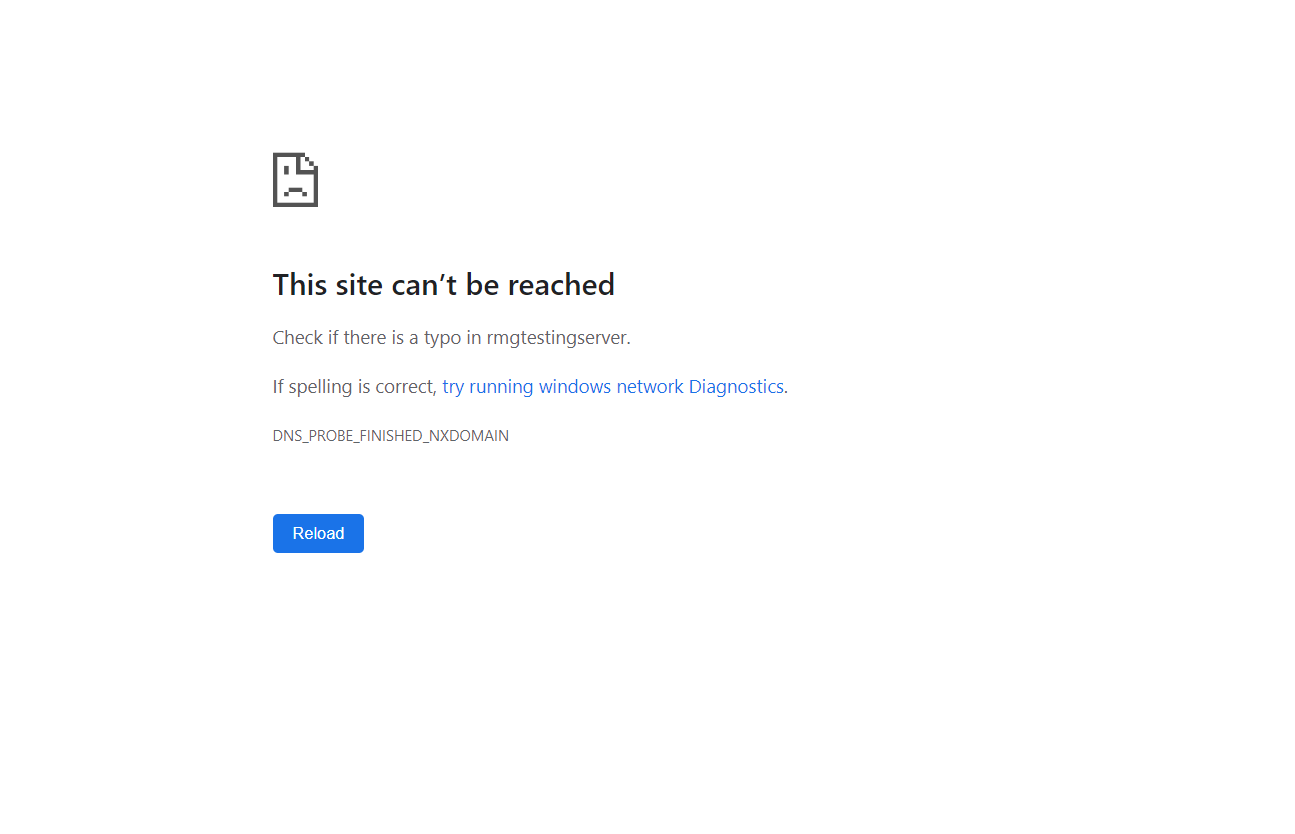 This site can’t be reached
Check if there is a typo in rmgtestingserver.
If spelling is correct, try running windows network Diagnostics.
DNS_PROBE_FINISHED_NXDOMAIN
Reload